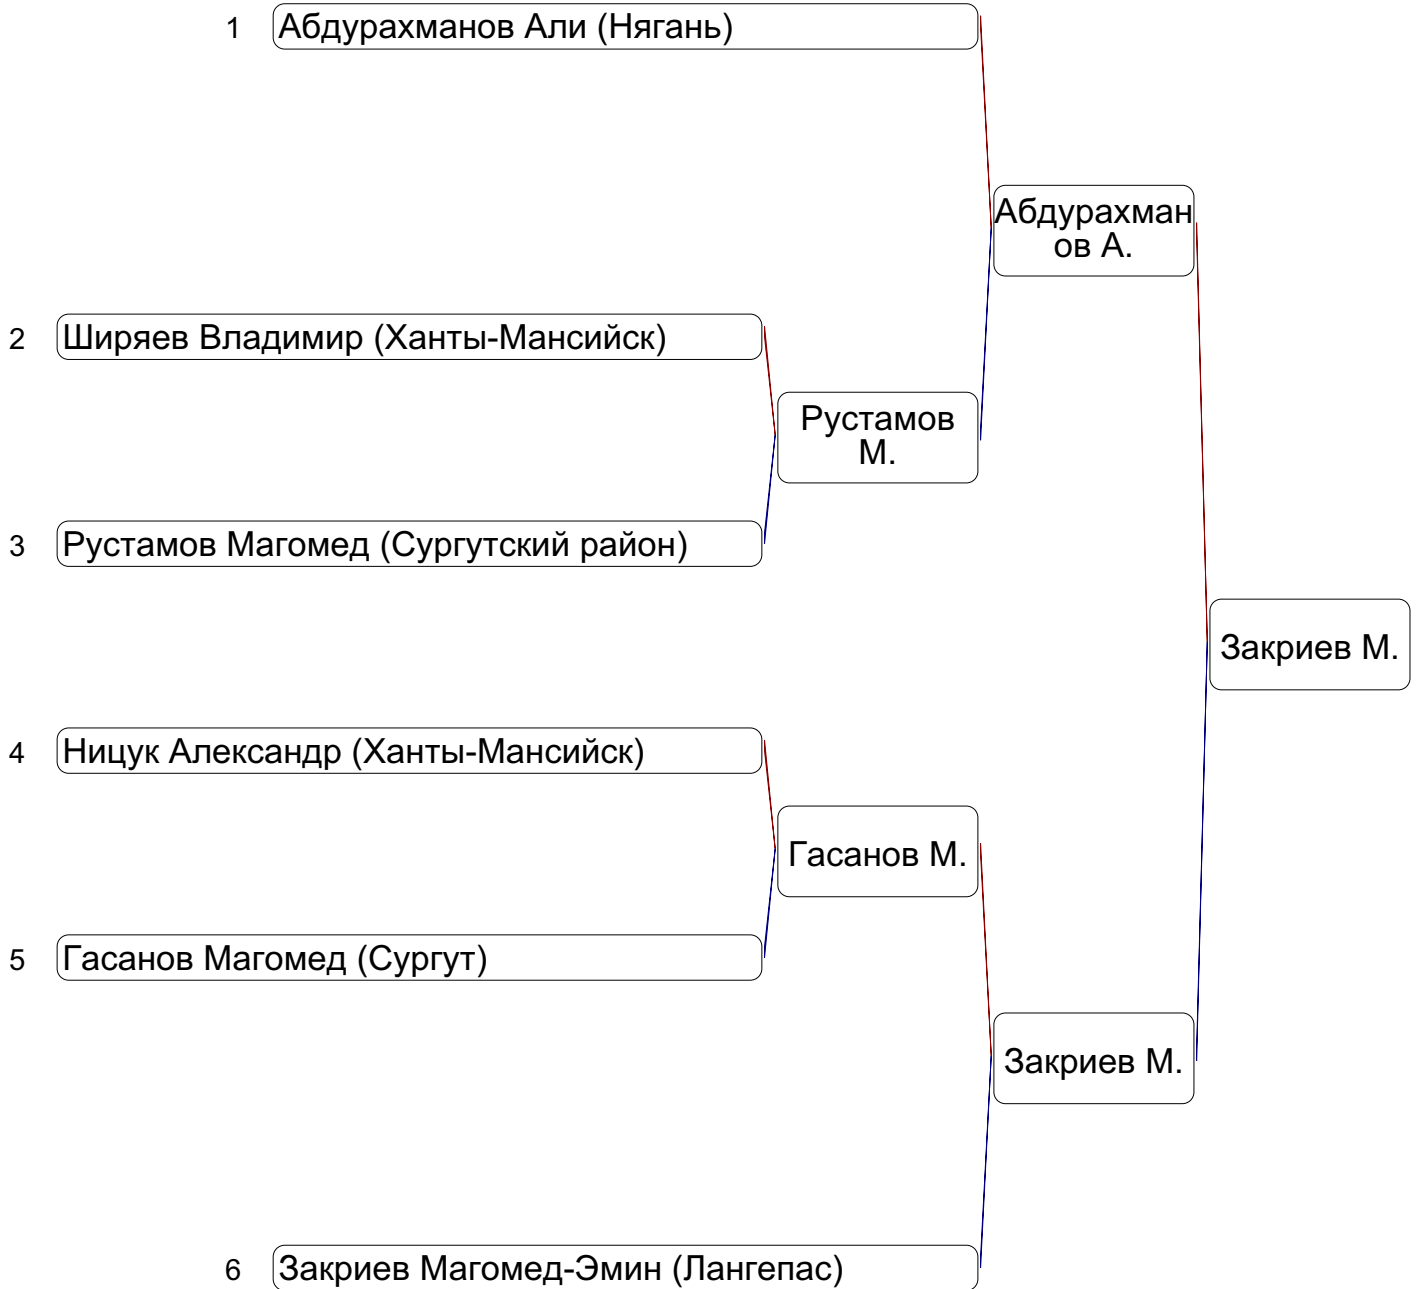 1 Абдурахманов Али (Нягань)
Абдурахман
ов А.
2 Ширяев Владимир (Ханты-Мансийск)
Рустамов
М.
3 Рустамов Магомед (Сургутский район)
Закриев М.
4 Ницук Александр (Ханты-Мансийск)
Гасанов М.
5 Гасанов Магомед (Сургут)
Закриев М.
6 Закриев Магомед-Эмин (Лангепас)